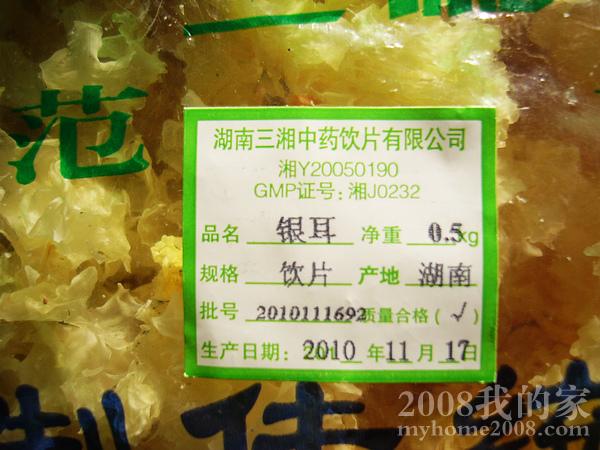 范
湖南三湘中药饮片有限公司
湘Y20050190
GMP证号:湘J0232
品名 银耳 净重 0.5kg
规格 饮片 产地 湖南
批号 2010111692 质量合格(√)
生产日期: 2010 年 11 月 17 日
制
2008我的家
myhome2008.com